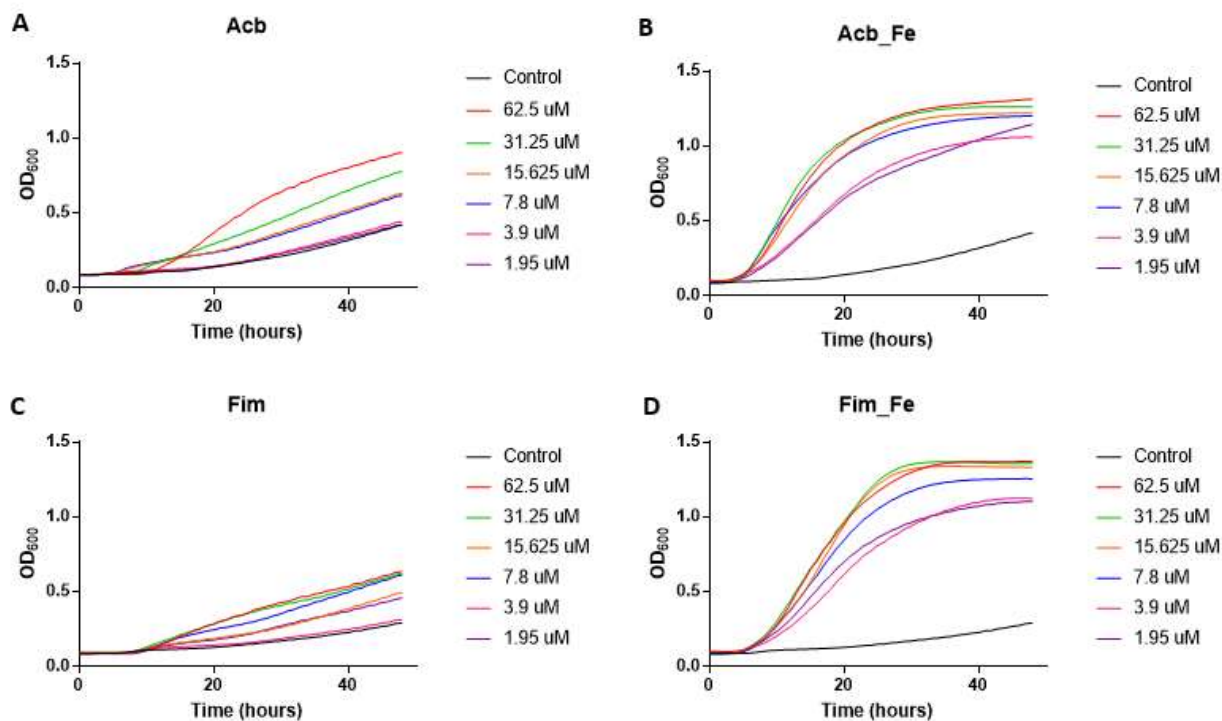 A
Acb
1.5
1.0
0.5
0.0
OD600
0
20
40
Time (hours)
Control
62.5 uM
31.25 uM
15.625 uM
7.8 uM
3.9 uM
1.95 uM
B
Acb_Fe
1.5
1.0
0.5
0.0
OD600
0
20
40
Time (hours)
Control
62.5 uM
31.25 uM
15.625 uM
7.8 uM
3.9 uM
1.95 uM
C
Fim
1.5
1.0
0.5
0.0
OD600
0
20
40
Time (hours)
Control
62.5 uM
31.25 uM
15.625 uM
7.8 uM
3.9 uM
1.95 uM
D
Fim_Fe
1.5
1.0
0.5
0.0
OD600
0
20
40
Time (hours)
Control
62.5 uM
31.25 uM
15.625 uM
7.8 uM
3.9 uM
1.95 uM